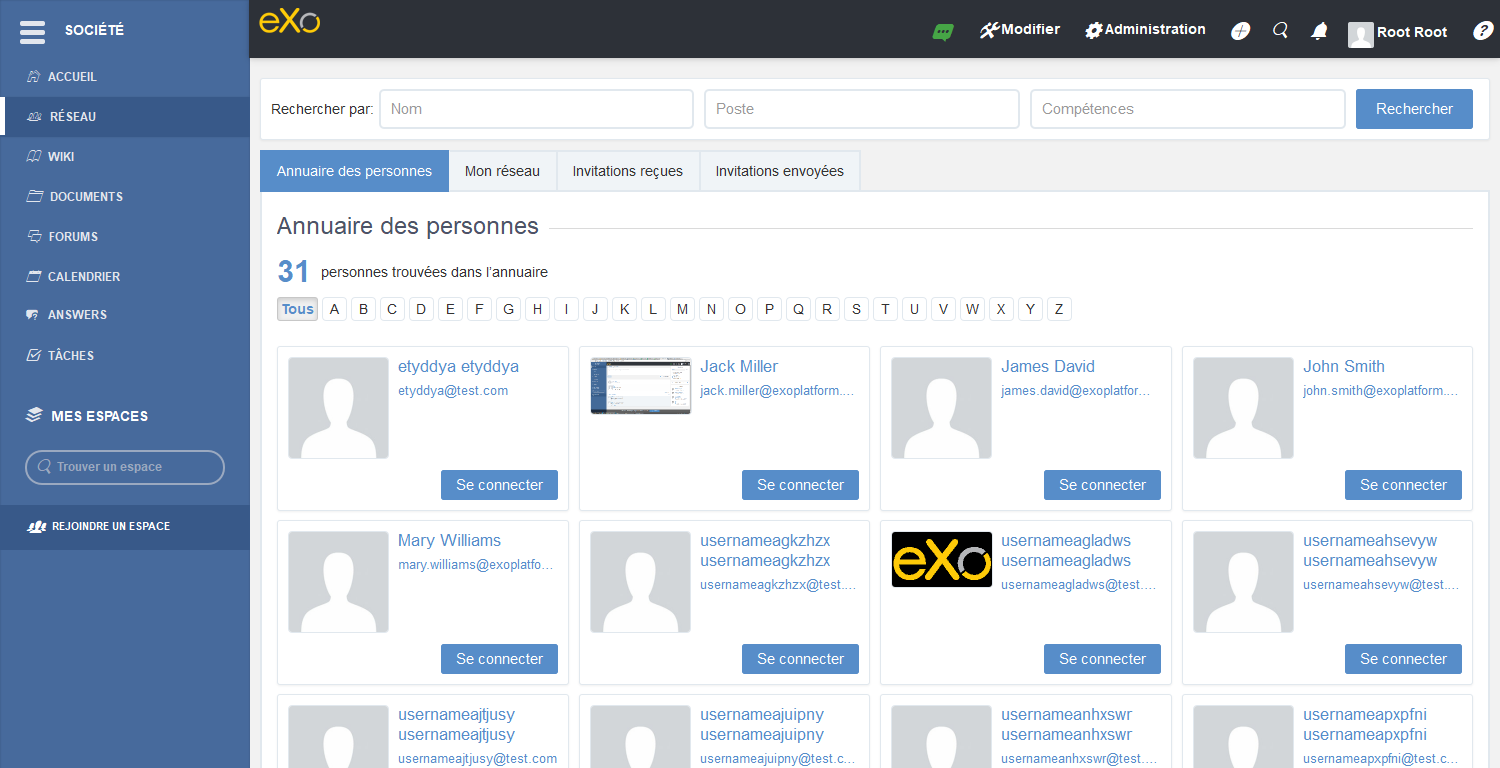 SOCIÉTÉ
eXo
Modifier
Administration
Root Root
?
ACCUEIL
RÉSEAU
WIKI
DOCUMENTS
FORUMS
CALENDRIER
ANSWERS
TÂCHES
MES ESPACES
Trouver un espace
REJOINDRE UN ESPACE
Rechercher par: Nom Poste Compétences Rechercher
Annuaire des personnes Mon réseau Invitations reçues Invitations envoyées
Annuaire des personnes
31 personnes trouvées dans l'annuaire
Tous A B C D E F G H I J K L M N O P Q R S T U V W X Y Z
etyddya etyddya
etyddya@test.com
Se connecter
Jack Miller
jack.miller@exoplatform....
Se connecter
James David
james.david@exoplatfor...
Se connecter
John Smith
john.smith@exoplatform....
Se connecter
Mary Williams
mary.williams@exoplatfo...
Se connecter
usernameagkzhzx
usernameagkzhzx
usernameagkzhzx@test....
Se connecter
eXo
usernameagladws
usernameagladws
usernameagladws@test....
Se connecter
usernameahsevyw
usernameahsevyw
usernameahsevyw@test....
Se connecter
usernameajtjusy
usernameajtjusy
usernameajtjusy@test.com
usernameajuipny
usernameajuipny
usernameajuipny@test.c...
usernameanhxswr
usernameanhxswr
usernameanhxswr@test....
usernameapxpfni
usernameapxpfni
usernameapxpfni@test.c...